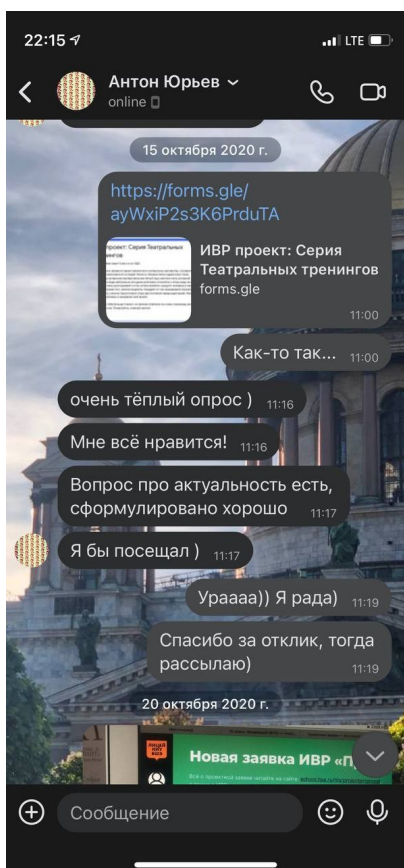 22:15
LTE
Антон Юрьев
online
15 октября 2020 г.
https://forms.gle/
ayWxiP2s3K6PrduTA
ИВР проект: Серия
Театральных тренингов
forms.gle
11:00
Как-то так... 11:00
очень тёплый опрос ) 11:16
Мне всё нравится! 11:16
Вопрос про актуальность есть,
сформулировано хорошо 11:17
Я бы посещал ) 11:17
Ураааа)) Я рада) 11:19
Спасибо за отклик, тогда
рассылаю) 11:19
20 октября 2020 г.
ЛИЦЕЙ
НИУ
ВШЭ
Новая заявка ИВР «П
Сообщение